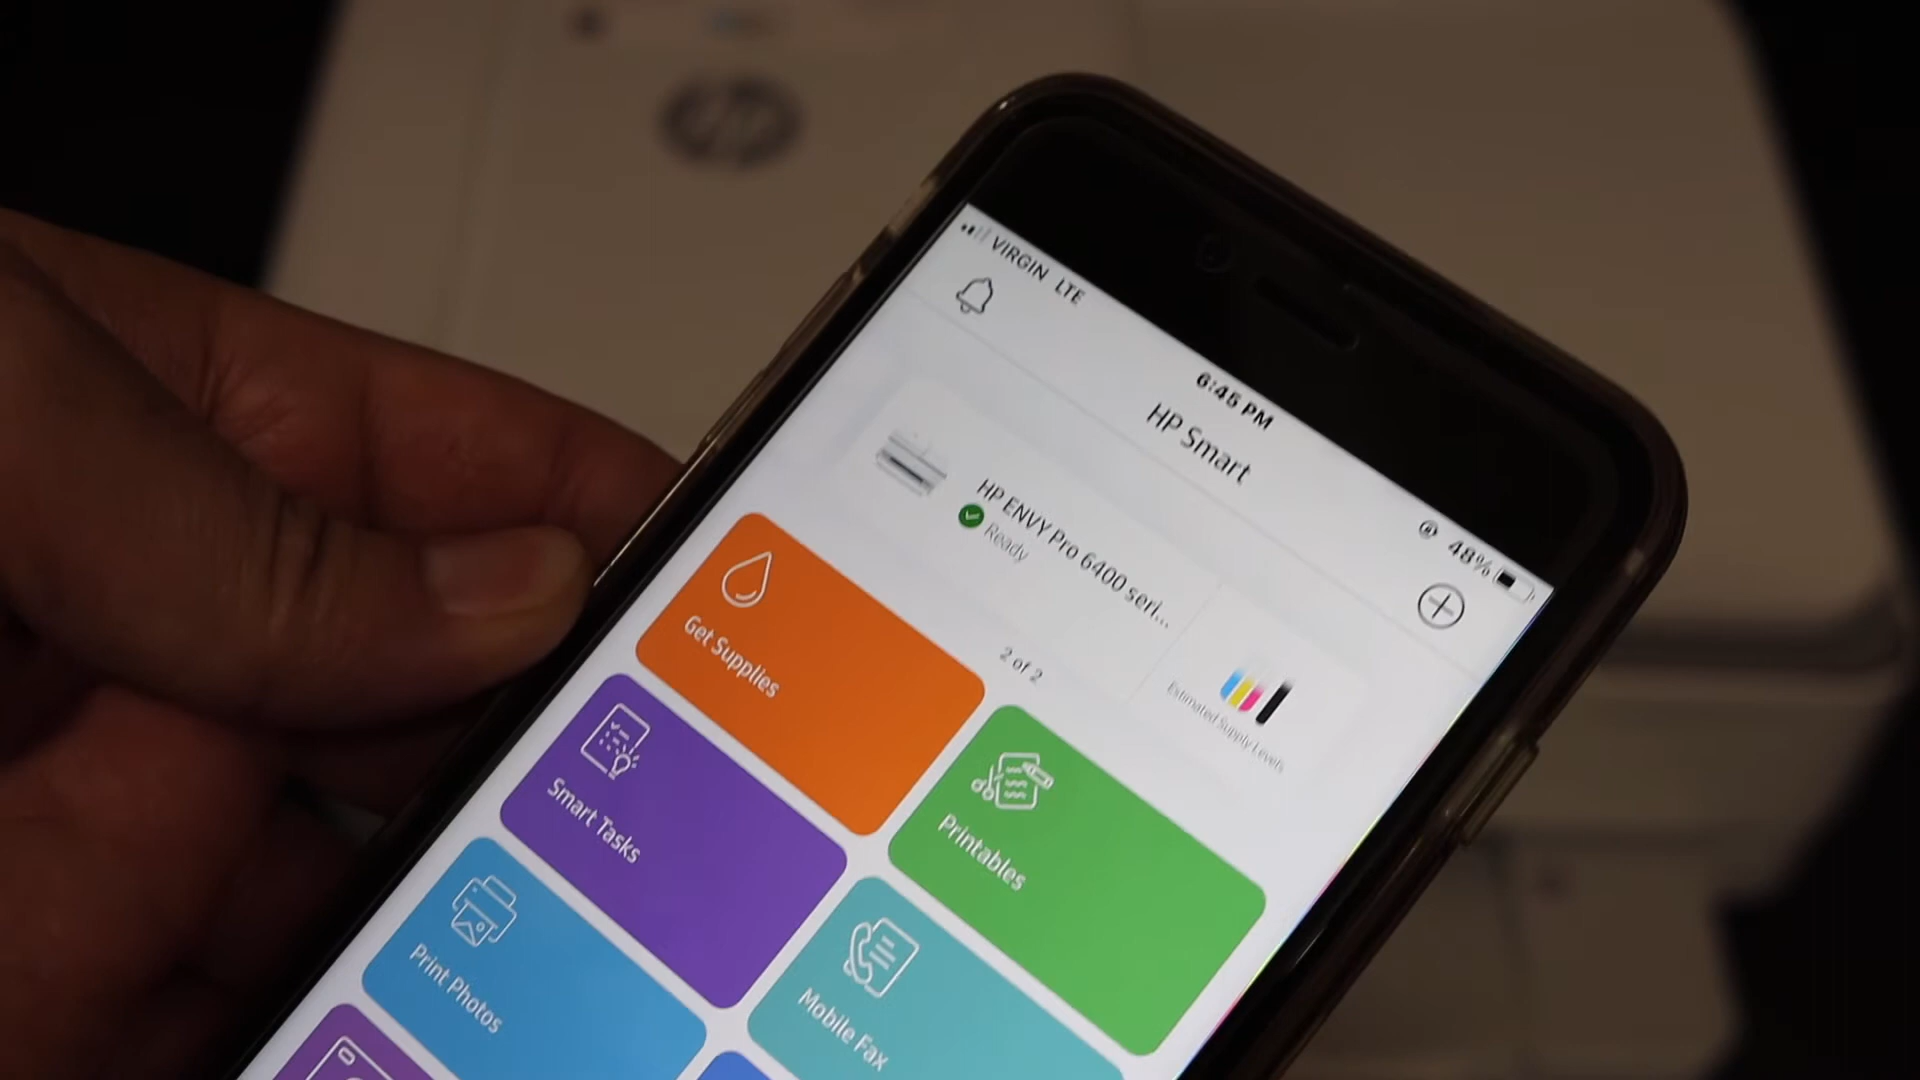 hp
VIRGIN LTE
6:45 PM
48%
HP Smart
HP ENVY Pro 6400 seri...
Ready
Estimated Supply Levels
2 of 2
Get Supplies
Printables
Smart Tasks
Mobile Fax
Print Photos